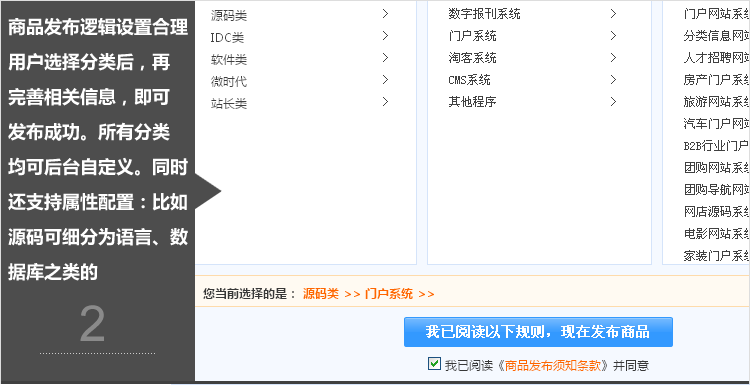 商品发布逻辑设置合理
用户选择分类后，再
完善相关信息，即可
发布成功。所有分类
均可后台自定义。同时
还支持属性配置：比如
源码可细分为语言、数
据库之类的
2
源码类
IDC类
软件类
微时代
站长类
数字报刊系统
门户系统
淘客系统
CMS系统
其他程序
门户网站系统
分类信息网站
人才招聘网站
房产门户系统
旅游网站系统
汽车门户网站
B2B行业门户
团购网站系统
团购导航网站
网店源码系统
电影网站系统
家装门户系统
您当前选择的是： 源码类 >> 门户系统 >>
我已阅读以下规则，现在发布商品
我已阅读《商品发布须知条款》并同意